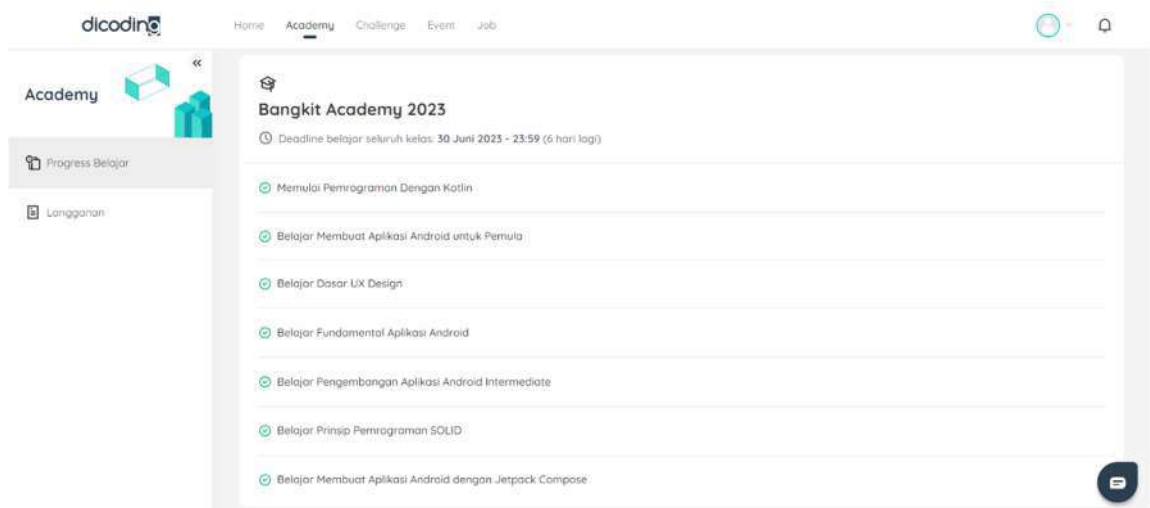 dicoding
Home Academy Challenge Event Job
Academy
«
Progress Belajar
Langganan
Bangkit Academy 2023
Deadline belajar seluruh kelas: 30 Juni 2023 - 23:59 (6 hari lagi)
Memulai Pemrograman Dengan Kotlin
Belajar Membuat Aplikasi Android untuk Pemula
Belajar Dasar UX Design
Belajar Fundamental Aplikasi Android
Belajar Pengembangan Aplikasi Android Intermediate
Belajar Prinsip Pemrograman SOLID
Belajar Membuat Aplikasi Android dengan Jetpack Compose